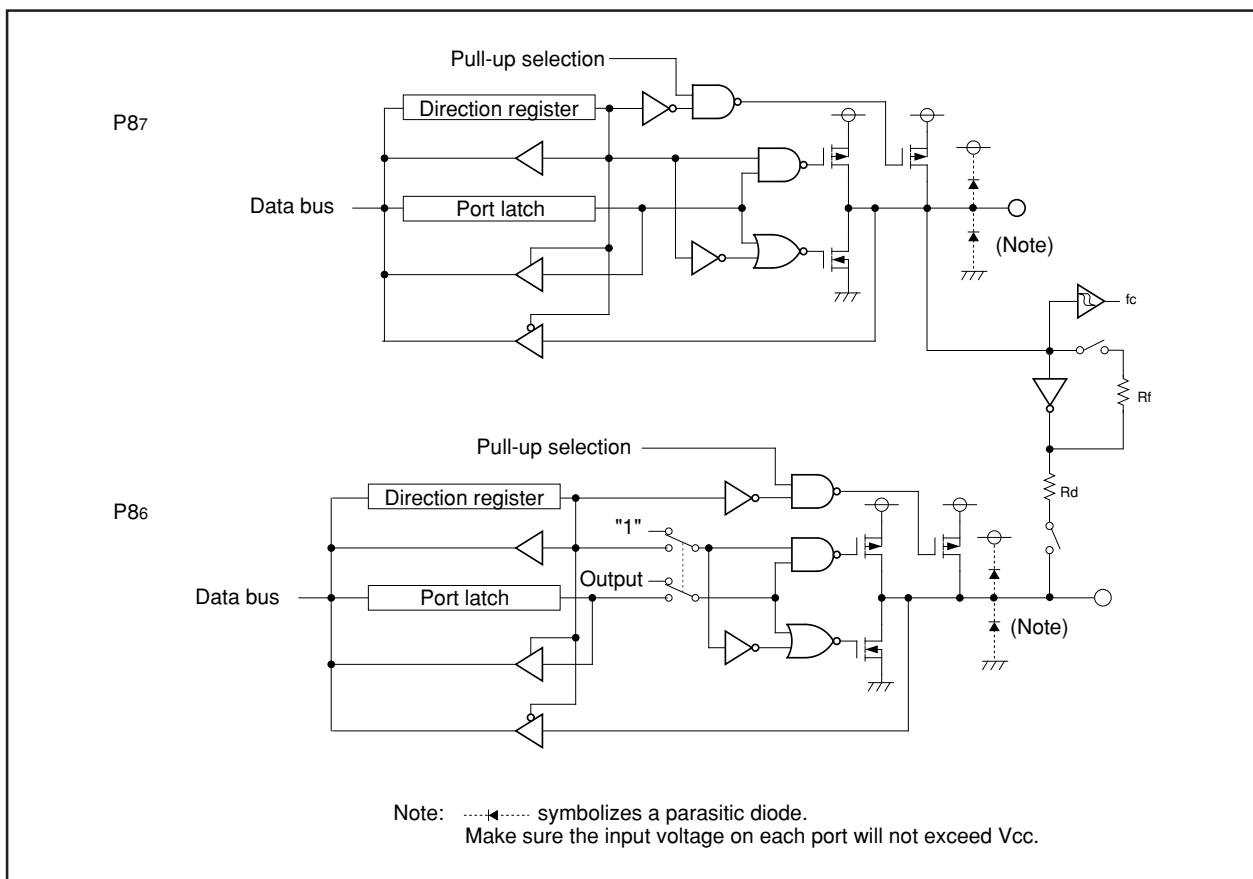 Pull-up selection
Direction register
P87
Data bus
Port latch
(Note)
fc
Rf
Pull-up selection
Rd
Direction register
P86
"1"
Output
Data bus
Port latch
(Note)
Note: symbolizes a parasitic diode.
Make sure the input voltage on each port will not exceed Vcc.